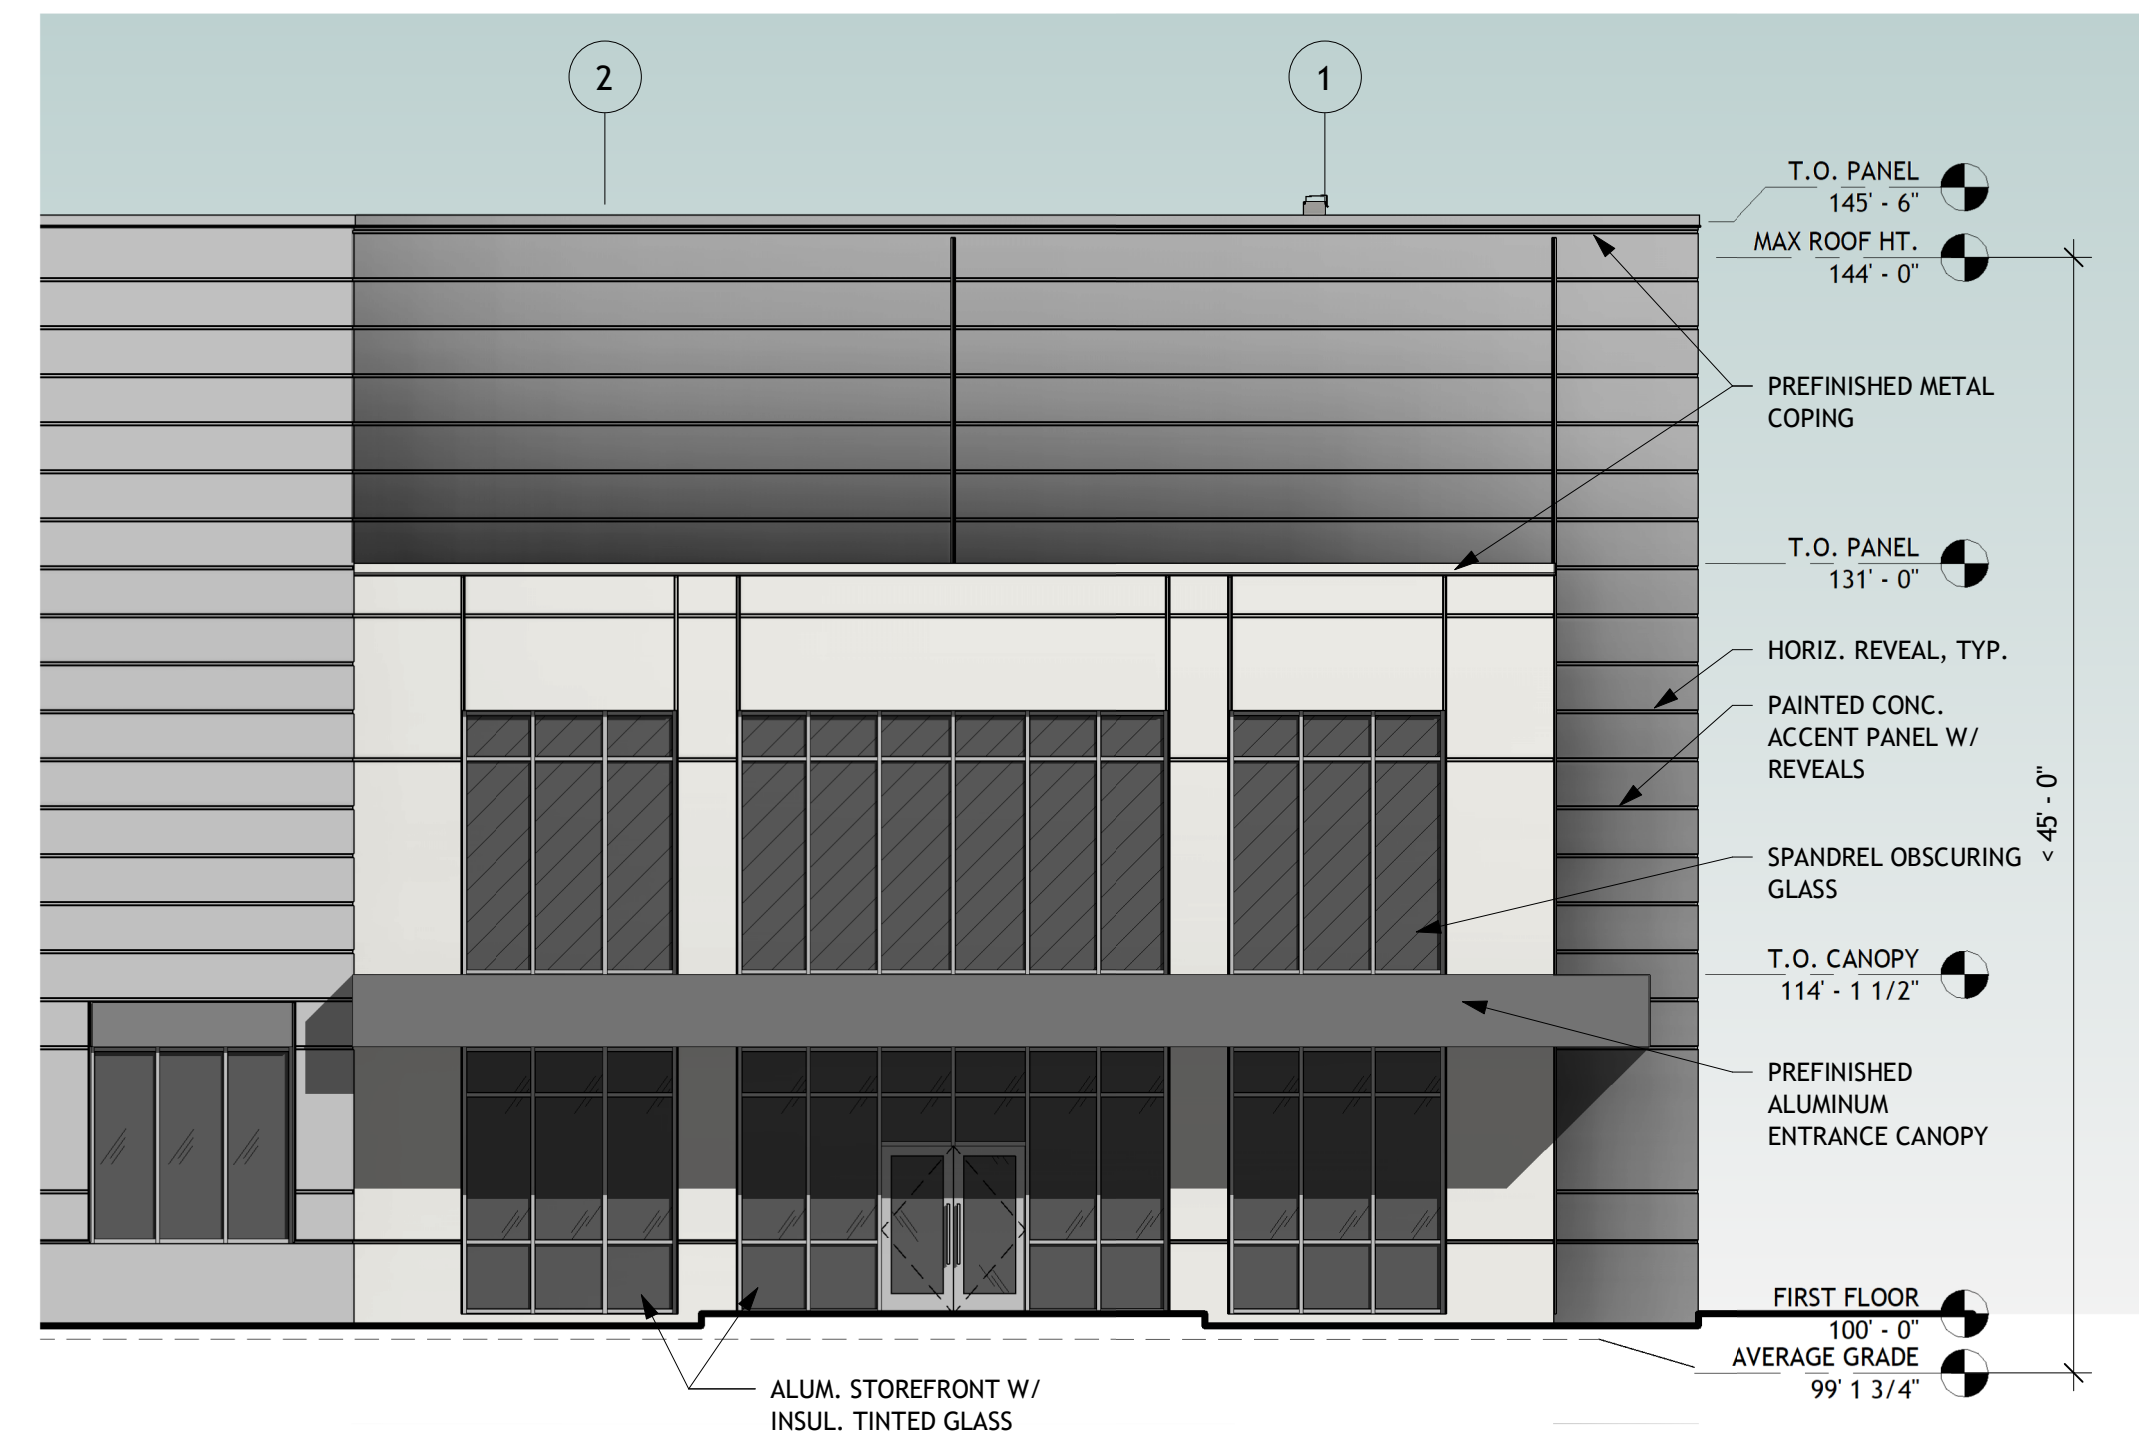 2
1
T.O. PANEL
145' - 6"
MAX ROOF HT.
144' - 0"
PREFINISHED METAL
COPING
T.O. PANEL
131' - 0"
HORIZ. REVEAL, TYP.
PAINTED CONC.
ACCENT PANEL W/
REVEALS
< 45' - 0"
SPANDREL OBSCURING
GLASS
T.O. CANOPY
114' - 1 1/2"
PREFINISHED
ALUMINUM
ENTRANCE CANOPY
FIRST FLOOR
100' - 0"
AVERAGE GRADE
99' 1 3/4"
ALUM. STOREFRONT W/
INSUL. TINTED GLASS